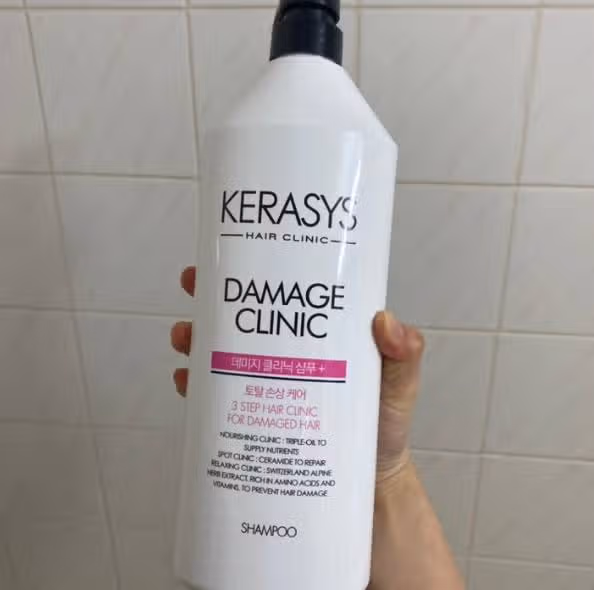 KERASYS
HAIR CLINIC
DAMAGE
CLINIC
데미지 클리닉 샴푸 +
토탈 손상 케어
3 STEP HAIR CLINIC
FOR DAMAGED HAIR
NOURISHING CLINIC : TRIPLE-OIL TO
SUPPLY NUTRIENTS
SPOT CLINIC : CERAMIDE TO REPAIR
RELAXING CLINIC : SWITZERLAND ALPINE
HERB EXTRACT, RICH IN AMINO ACIDS AND
VITAMINS, TO PREVENT HAIR DAMAGE
SHAMPOO